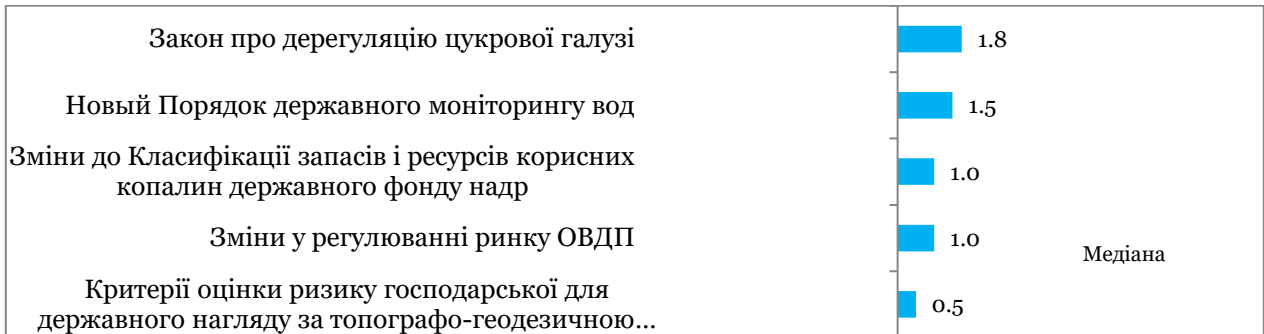 Закон про дерегуляцію цукрової галузі
1.8
Новый Порядок державного моніторингу вод
1.5
Зміни до Класифікації запасів і ресурсів корисних
копалин державного фонду надр
1.0
Зміни у регулюванні ринку ОВДП
1.0
Медіана
Критерії оцінки ризику господарської для
державного нагляду за топографо-геодезичною...
0.5